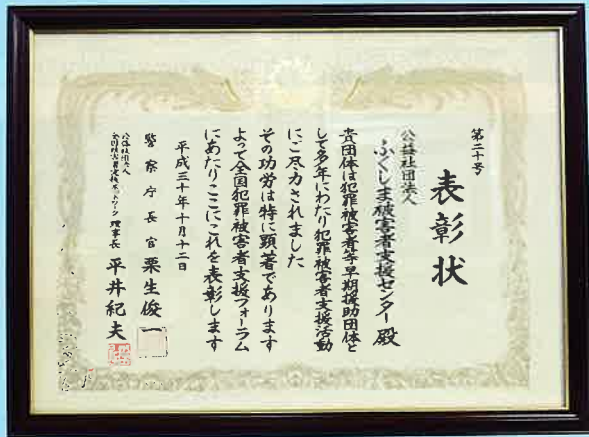 第二十号
表彰状
公益社団法人
ふくしま被害者支援センター 殿
貴団体は犯罪被害者等早期援助団体と
して多年にわたり犯罪被害者支援活動
にご尽力されました
その功労は特に顕著であります
よって全国犯罪被害者支援フォーラム
にあたりここにこれを表彰します
平成三十年十月十二日
警察庁長官 栗生俊一
公益社団法人
全国被害者支援ネットワーク 理事長 平井紀夫